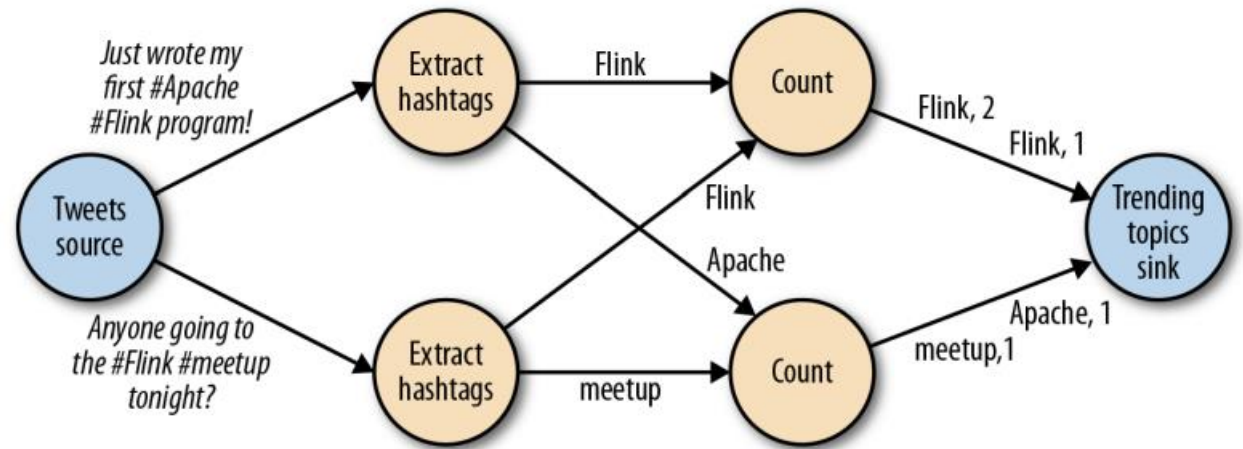 Just wrote my
first #Apache
#Flink program!
Tweets
source
Anyone going to
the #Flink #meetup
tonight?
Extract
hashtags
Extract
hashtags
Flink
Flink
Apache
meetup
Count
Count
Flink, 2
Flink, 1
Apache, 1
meetup,1
Trending
topics
sink